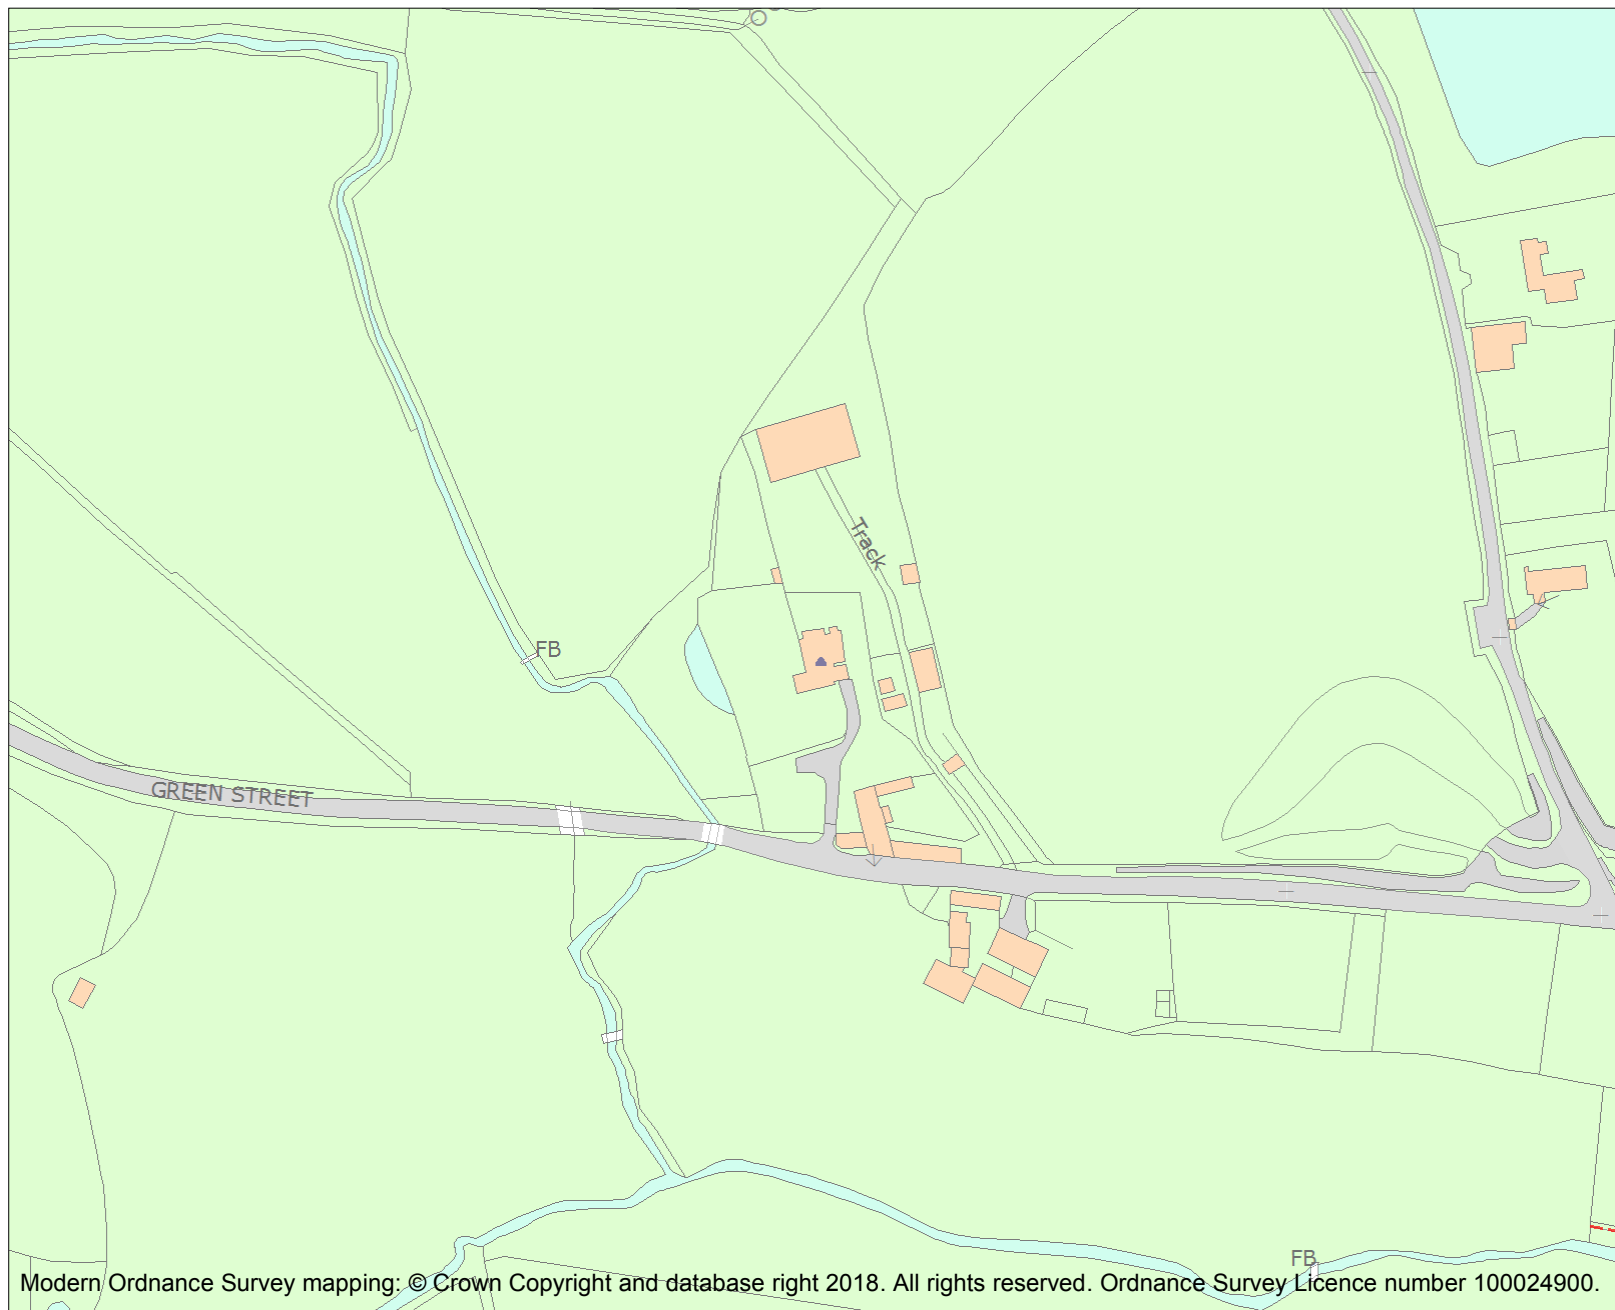 Track
FB
GREEN STREET
FB
Modern Ordnance Survey mapping: © Crown Copyright and database right 2018. All rights reserved. Ordnance Survey Licence number 100024900.